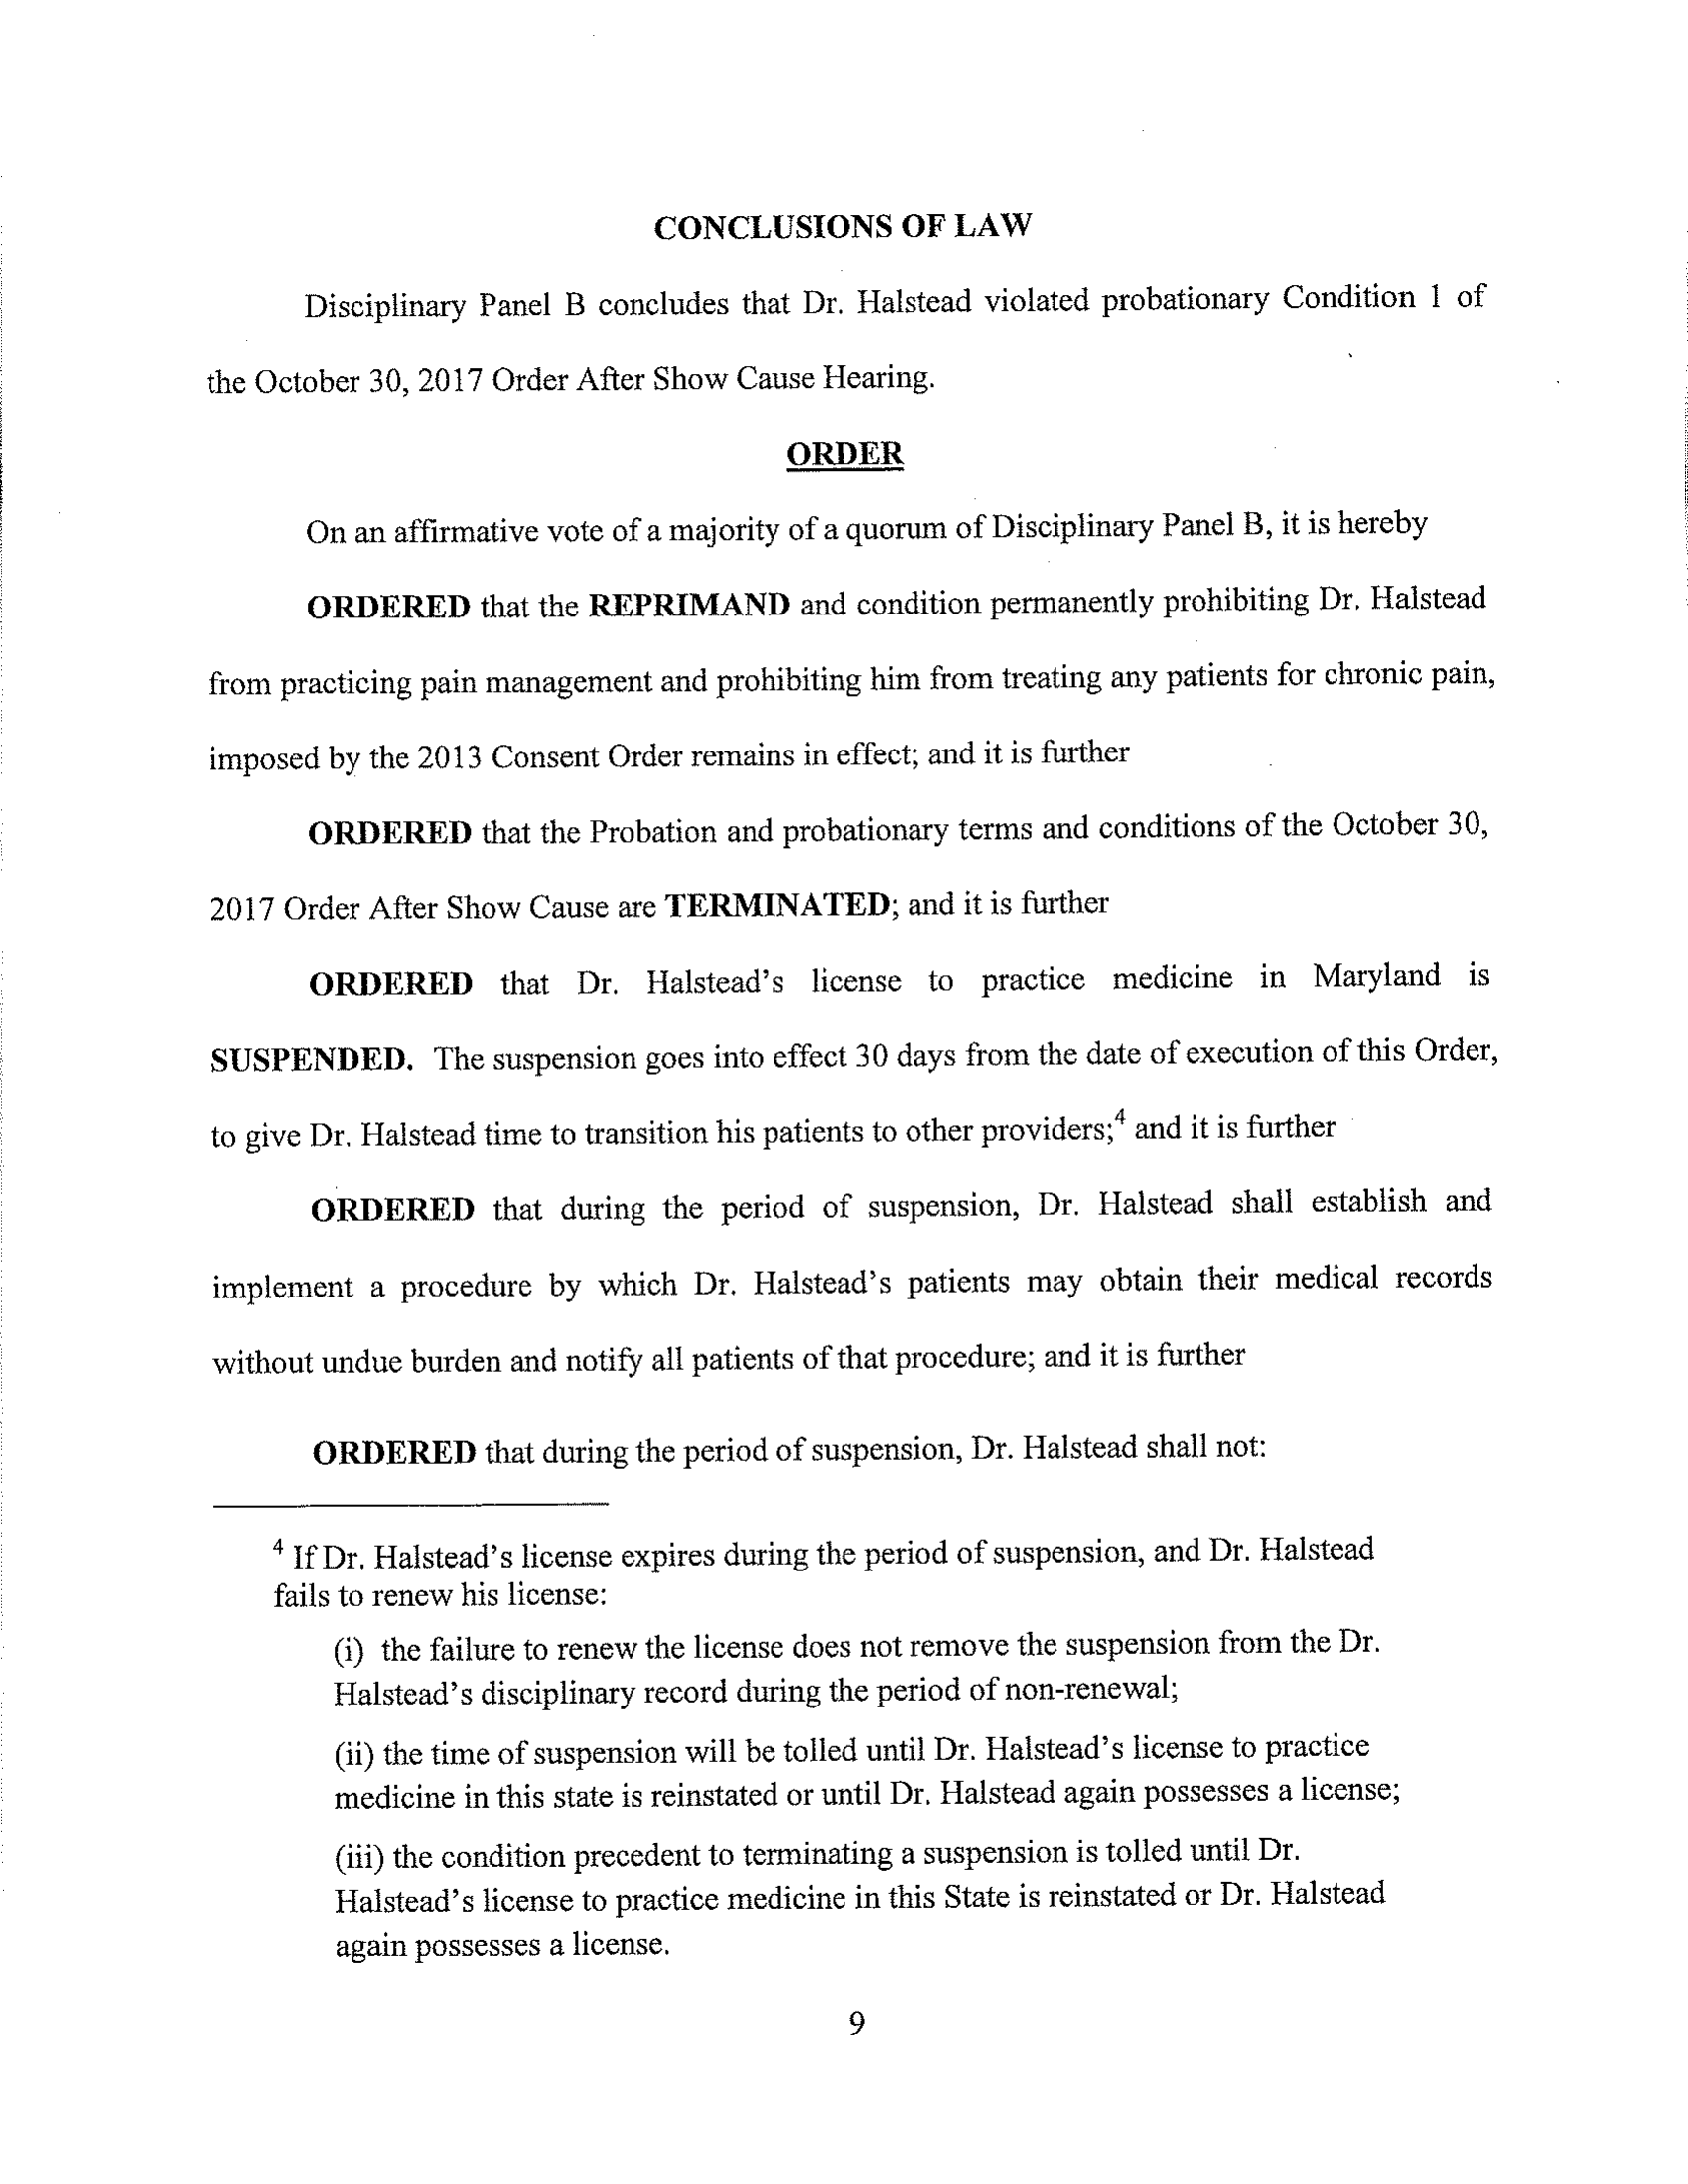 CONCLUSIONS OF LAW
Disciplinary Panel B concludes that Dr. Halstead violated probationary Condition 1 of
the October 30, 2017 Order After Show Cause Hearing.
ORDER
On an affirmative vote of a majority of a quorum of Disciplinary Panel B, it is hereby
ORDERED that the REPRIMAND and condition permanently prohibiting Dr. Halstead
from practicing pain management and prohibiting him from treating any patients for chronic pain,
imposed by the 2013 Consent Order remains in effect; and it is further
ORDERED that the Probation and probationary terms and conditions of the October 30,
2017 Order After Show Cause are TERMINATED; and it is further
ORDERED that Dr. Halstead's license to practice medicine in Maryland is
SUSPENDED. The suspension goes into effect 30 days from the date of execution of this Order,
to give Dr. Halstead time to transition his patients to other providers;4 and it is further
ORDERED that during the period of suspension, Dr. Halstead shall establish and
implement a procedure by which Dr. Halstead's patients may obtain their medical records
without undue burden and notify all patients of that procedure; and it is further
ORDERED that during the period of suspension, Dr. Halstead shall not:
4 If Dr. Halstead's license expires during the period of suspension, and Dr. Halstead
fails to renew his license:
(i) the failure to renew the license does not remove the suspension from the Dr.
Halstead's disciplinary record during the period of non-renewal;
(ii) the time of suspension will be tolled until Dr. Halstead's license to practice
medicine in this state is reinstated or until Dr. Halstead again possesses a license;
(iii) the condition precedent to terminating a suspension is tolled until Dr.
Halstead's license to practice medicine in this State is reinstated or Dr. Halstead
again possesses a license.
9